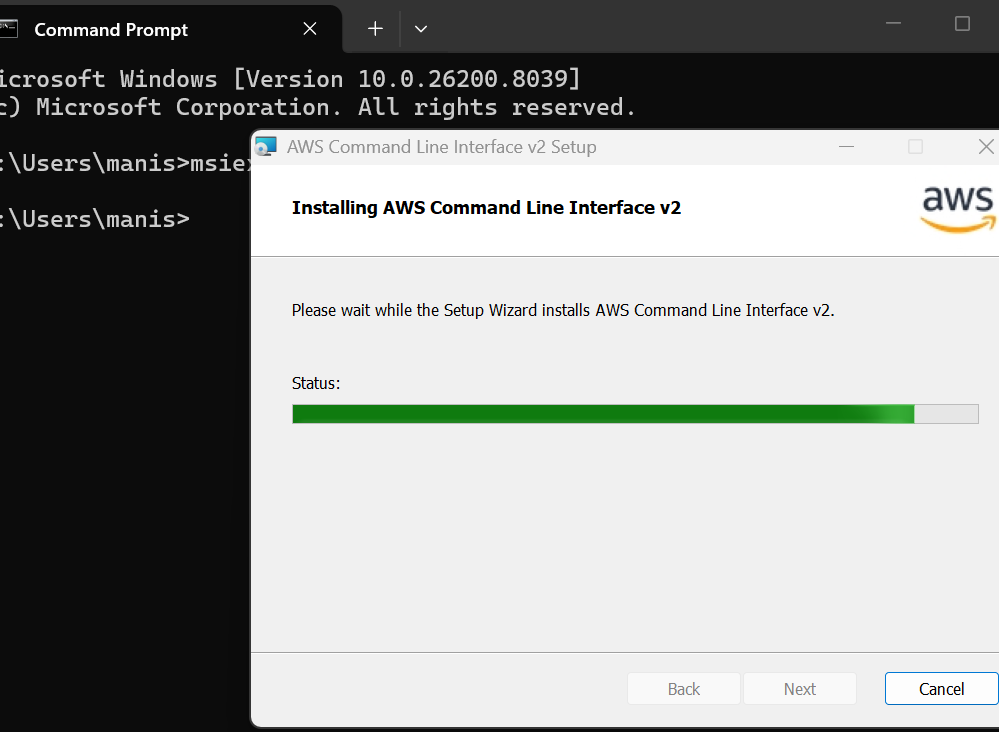 Command Prompt
icrosoft Windows [Version 10.0.26200.8039]
c) Microsoft Corporation. All rights reserved.
:\Users\manis>msiex
:\Users\manis>
AWS Command Line Interface v2 Setup
Installing AWS Command Line Interface v2
aws
Please wait while the Setup Wizard installs AWS Command Line Interface v2.
Status:
Back
Next
Cancel